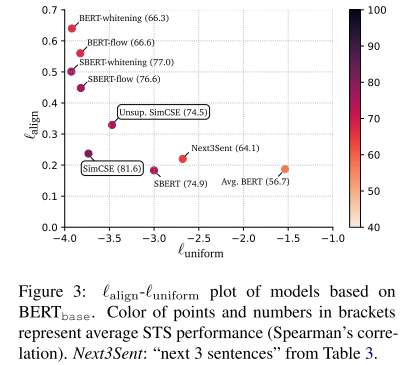 0.7
0.6
0.5
0.4
0.3
0.2
0.1
0.0
ℓalign
BERT-whitening (66.3)
BERT-flow (66.6)
SBERT-whitening (77.0)
SBERT-flow (76.6)
Unsup. SimCSE (74.5)
Next3Sent (64.1)
SimCSE (81.6)
SBERT (74.9)
Avg. BERT (56.7)
−4.0 −3.5 −3.0 −2.5 −2.0 −1.5 −1.0
ℓuniform
100
90
80
70
60
50
40
Figure 3: ℓalign-ℓuniform plot of models based on
BERTbase. Color of points and numbers in brackets
represent average STS performance (Spearman's corre-
lation). Next3Sent: “next 3 sentences” from Table 3.